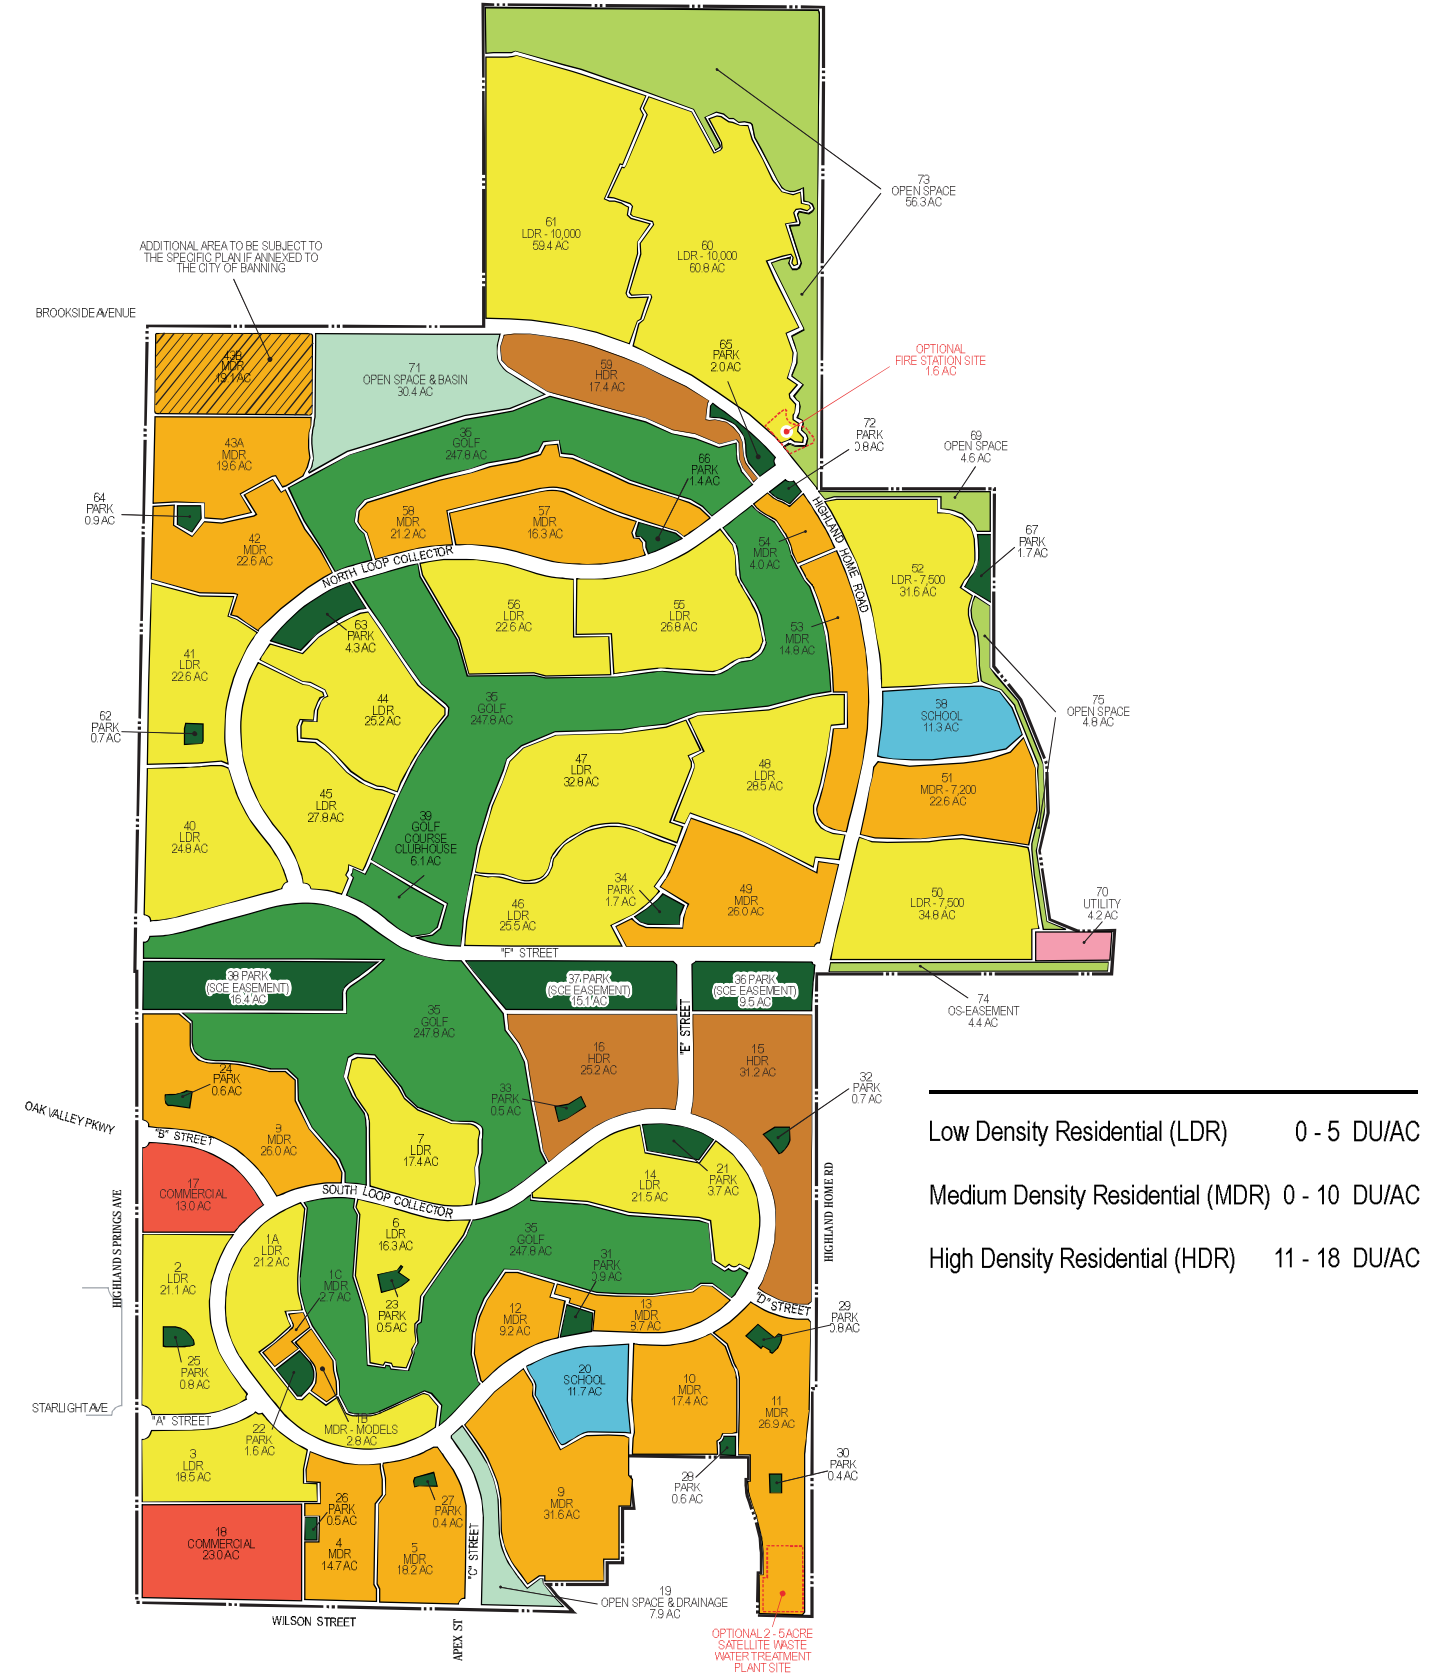 73
OPEN SPACE
56.3 AC
61
LDR - 10,000
59.4 AC
60
LDR - 10,000
60.8 AC
ADDITIONAL AREA TO BE SUBJECT TO
THE SPECIFIC PLAN IF ANNEXED TO
THE CITY OF BANNING
BROOKSIDE AVENUE
43B
MDR
19.1 AC
71
OPEN SPACE & BASIN
30.4 AC
59
HDR
17.4 AC
65
PARK
2.0 AC
OPTIONAL
FIRE STATION SITE
1.6 AC
72
PARK
0.8 AC
69
OPEN SPACE
4.6 AC
43A
MDR
19.6 AC
35
GOLF
247.8 AC
66
PARK
1.4 AC
64
PARK
0.9 AC
58
MDR
21.2 AC
57
MDR
16.3 AC
HIGHLAND HOME ROAD
67
PARK
1.7 AC
42
MDR
22.6 AC
54
MDR
4.0 AC
NORTH LOOP COLLECTOR
52
LDR - 7,500
31.6 AC
56
LDR
22.6 AC
55
LDR
26.8 AC
63
PARK
4.3 AC
53
MDR
14.8 AC
41
LDR
22.6 AC
44
LDR
25.2 AC
35
GOLF
247.8 AC
68
SCHOOL
11.3 AC
75
OPEN SPACE
4.8 AC
62
PARK
0.7 AC
47
LDR
32.8 AC
48
LDR
28.5 AC
51
MDR - 7,200
22.6 AC
45
LDR
27.8 AC
40
LDR
24.8 AC
39
GOLF
COURSE
CLUBHOUSE
6.1 AC
34
PARK
1.7 AC
49
MDR
26.0 AC
50
LDR - 7,500
34.8 AC
70
UTILITY
4.2 AC
46
LDR
25.5 AC
"F" STREET
38 PARK
(SCE EASEMENT)
16.4 AC
37 PARK
(SCE EASEMENT)
15.1 AC
36 PARK
(SCE EASEMENT)
9.5 AC
74
OS-EASEMENT
4.4 AC
35
GOLF
247.8 AC
"E" STREET
16
HDR
25.2 AC
15
HDR
31.2 AC
24
PARK
0.6 AC
33
PARK
0.5 AC
32
PARK
0.7 AC
OAK VALLEY PKWY
"B" STREET
8
MDR
26.0 AC
7
LDR
17.4 AC
Low Density Residential (LDR) 0 - 5 DU/AC
Medium Density Residential (MDR) 0 - 10 DU/AC
High Density Residential (HDR) 11 - 18 DU/AC
17
COMMERCIAL
13.0 AC
SOUTH LOOP COLLECTOR
14
LDR
21.5 AC
21
PARK
3.7 AC
HIGHLAND SPRINGS AVE
HIGHLAND HOME RD
1A
LDR
21.2 AC
6
LDR
16.3 AC
35
GOLF
247.8 AC
31
PARK
0.9 AC
2
LDR
21.1 AC
1C
MDR
2.7 AC
23
PARK
0.5 AC
12
MDR
9.2 AC
13
MDR
8.7 AC
"D" STREET
29
PARK
0.8 AC
25
PARK
0.8 AC
20
SCHOOL
11.7 AC
10
MDR
17.4 AC
11
MDR
26.9 AC
STARLIGHT AVE
"A" STREET
22
PARK
1.6 AC
1B
MDR - MODELS
2.8 AC
3
LDR
18.5 AC
28
PARK
0.6 AC
30
PARK
0.4 AC
26
PARK
0.5 AC
27
PARK
0.4 AC
9
MDR
31.6 AC
18
COMMERCIAL
23.0 AC
4
MDR
14.7 AC
5
MDR
18.2 AC
"C" STREET
19
OPEN SPACE & DRAINAGE
7.9 AC
WILSON STREET
APEX ST
OPTIONAL 2 - 5 ACRE
SATELLITE WASTE
WATER TREATMENT
PLANT SITE